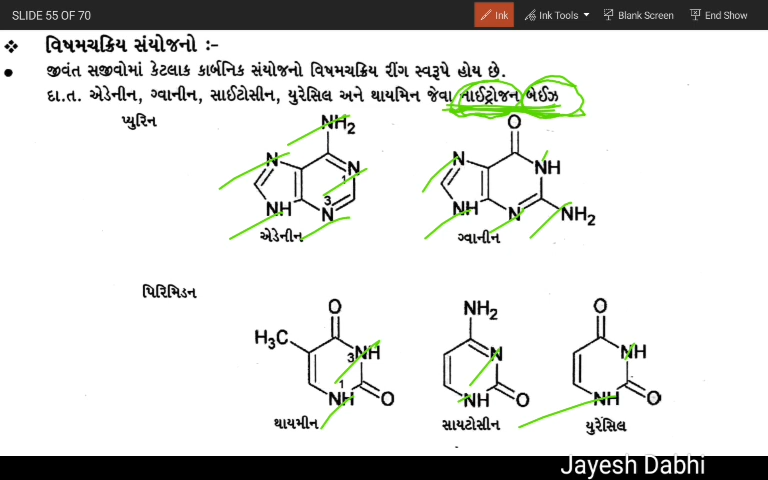 SLIDE 55 OF 70 Ink Ink Tools Blank Screen End Show
❖ વિષમચક્રિય સંયોજનો :-
● જીવંત સજીવોમાં કેટલાક કાર્બનિક સંયોજનો વિષમચક્રિય રીંગ સ્વરૂપે હોય છે.
દા.ત. એડેનીન, ગ્વાનીન, સાઈટોસીન, યુરેસિલ અને થાયમિન જેવા નાઈટ્રોજન બેઈઝ
પ્યુરિન
NH2 O
N N N NH
1
3
NH N NH N NH2
એડેનીન ગ્વાનીન
પિરિમિડન
O NH2 O
H3C
3 NH N NH
1
NH O NH O NH O
થાયમીન સાયટોસીન યુરેંસિલ
Jayesh Dabhi